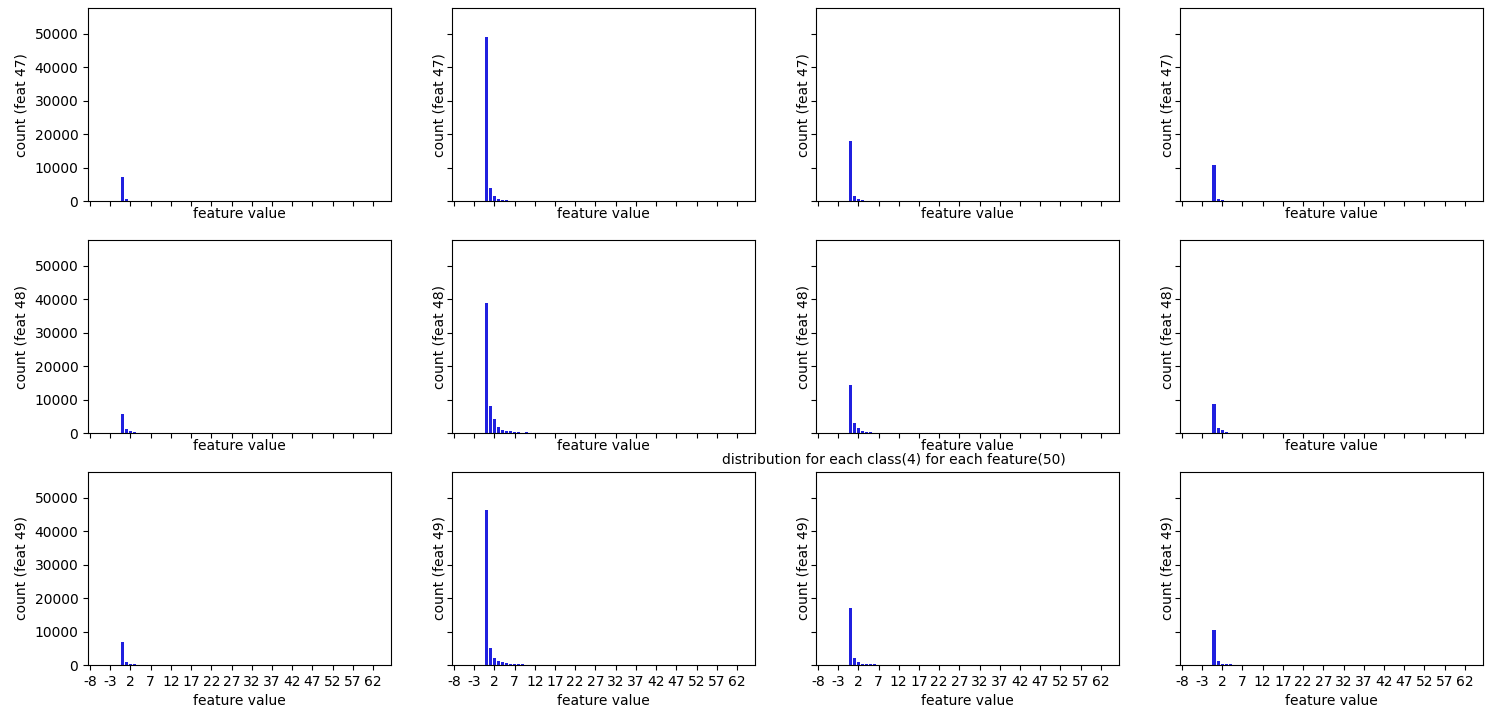 50000
40000
30000
20000
10000
0
count (feat 47)
count (feat 47)
count (feat 47)
count (feat 47)
feature value
feature value
feature value
feature value
50000
40000
30000
20000
10000
0
count (feat 48)
count (feat 48)
count (feat 48)
count (feat 48)
feature value
feature value
feature value
feature value
distribution for each class(4) for each feature(50)
50000
40000
30000
20000
10000
0
count (feat 49)
count (feat 49)
count (feat 49)
count (feat 49)
-8 -3 2 7 12 17 22 27 32 37 42 47 52 57 62
-8 -3 2 7 12 17 22 27 32 37 42 47 52 57 62
-8 -3 2 7 12 17 22 27 32 37 42 47 52 57 62
-8 -3 2 7 12 17 22 27 32 37 42 47 52 57 62
feature value
feature value
feature value
feature value